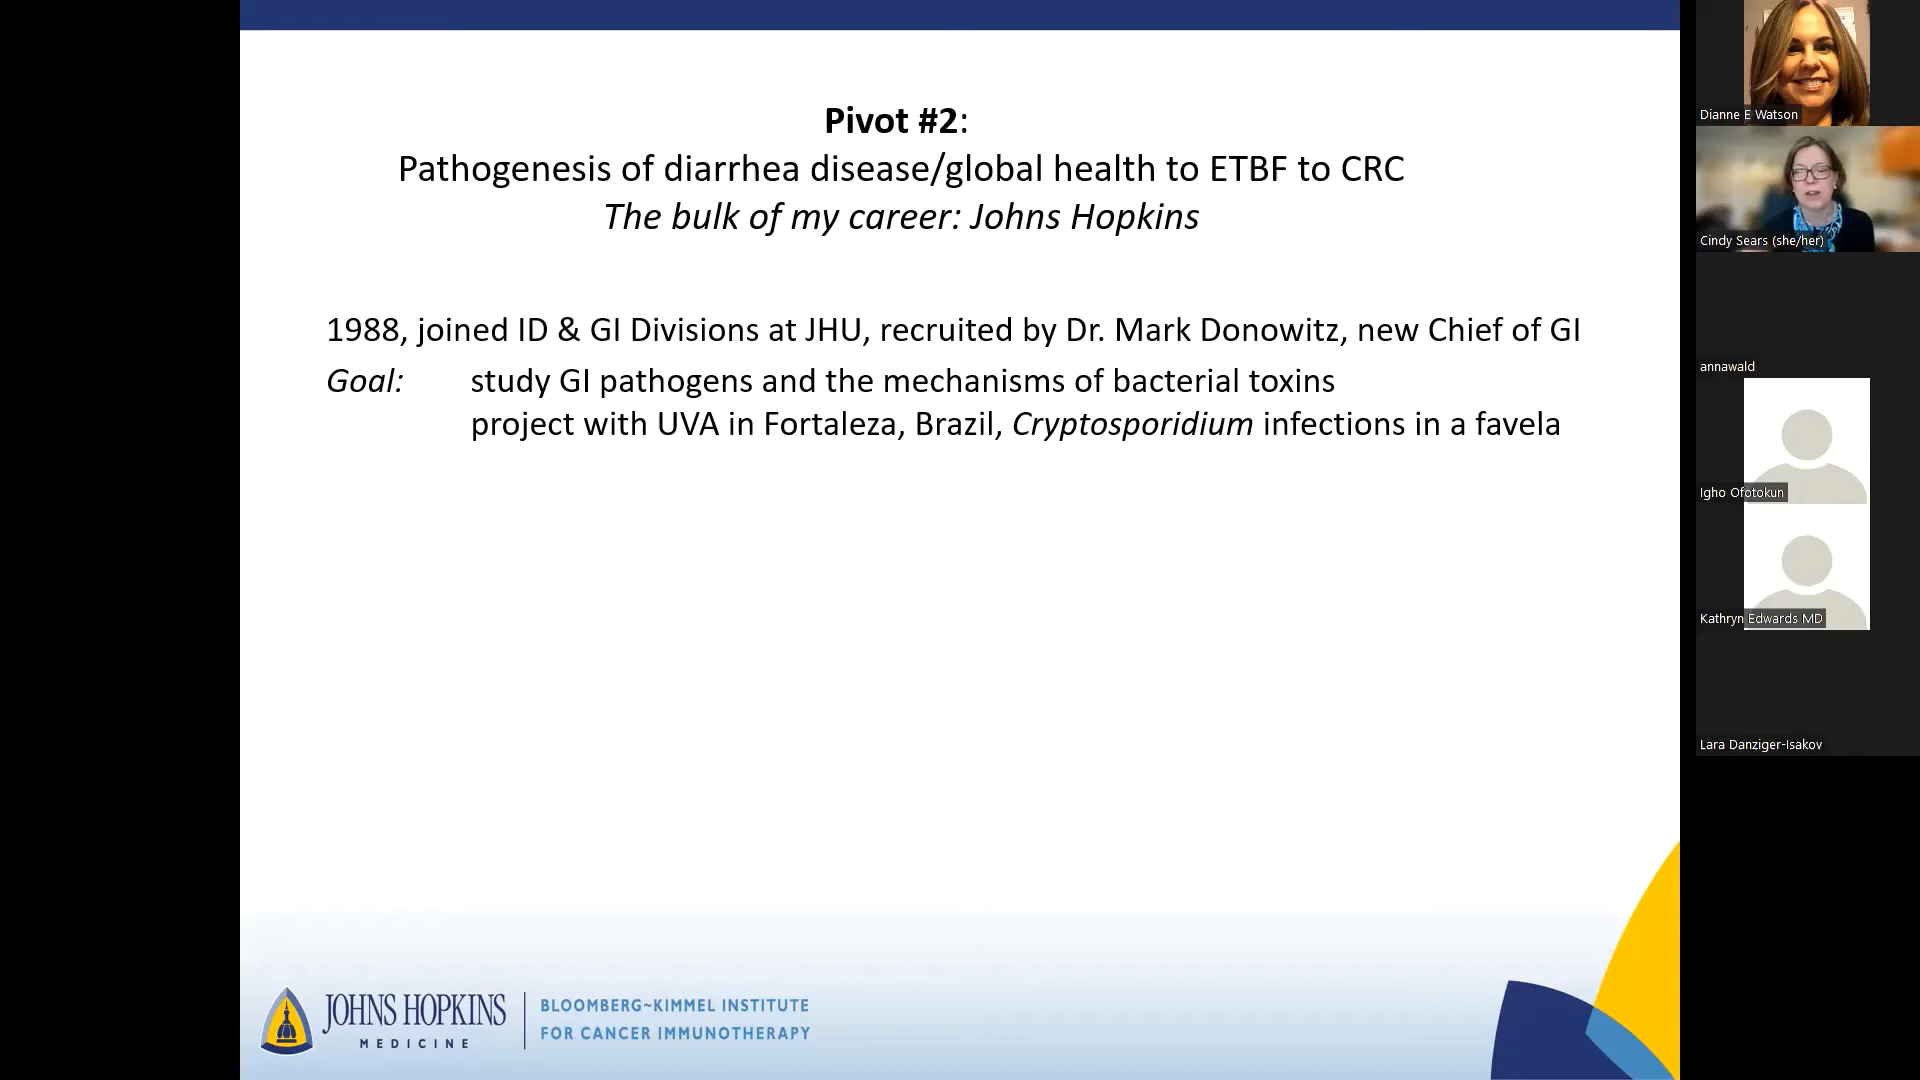 Pivot #2:
Pathogenesis of diarrhea disease/global health to ETBF to CRC
The bulk of my career: Johns Hopkins
1988, joined ID & GI Divisions at JHU, recruited by Dr. Mark Donowitz, new Chief of GI
Goal: study GI pathogens and the mechanisms of bacterial toxins
project with UVA in Fortaleza, Brazil, Cryptosporidium infections in a favela
JOHNS HOPKINS
MEDICINE
BLOOMBERG~KIMMEL INSTITUTE
FOR CANCER IMMUNOTHERAPY
Dianne E Watson
Cindy Sears (she/her)
annawald
Igho Ofotokun
Kathryn Edwards MD
Lara Danziger-Isakov